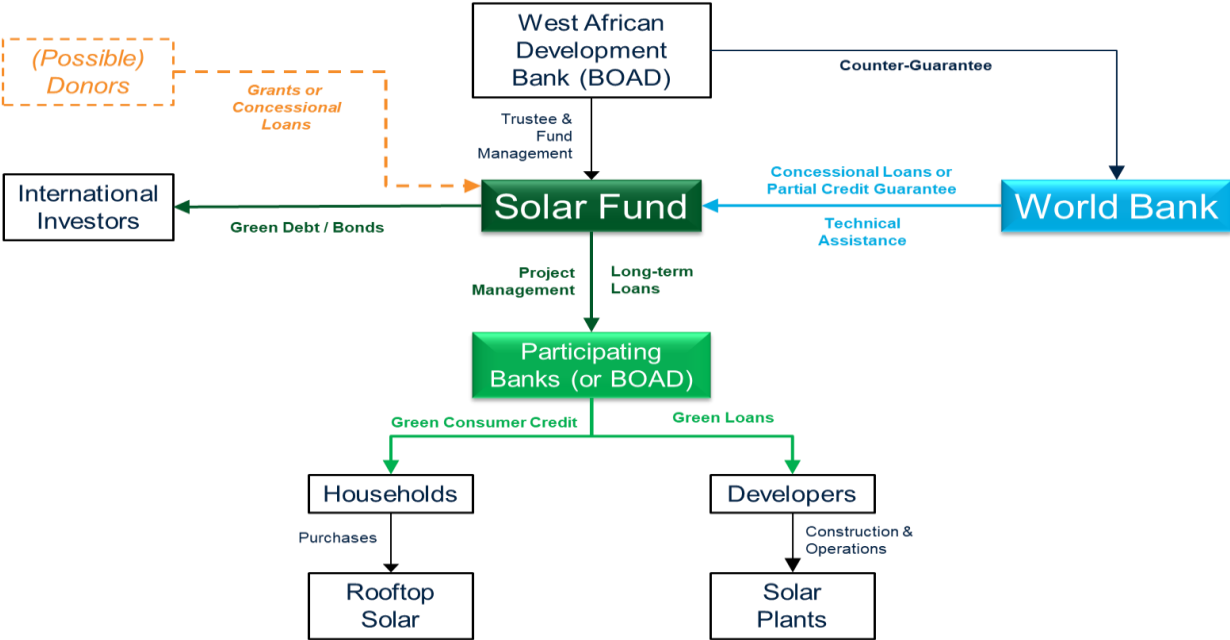 West African
Development
Bank (BOAD)
(Possible)
Donors
Counter-Guarantee
Grants or
Concessional
Loans
Trustee &
Fund
Management
Concessional Loans or
Partial Credit Guarantee
International
Investors
Solar Fund
World Bank
Green Debt / Bonds
Technical
Assistance
Project
Management
Long-term
Loans
Participating
Banks (or BOAD)
Green Consumer Credit
Green Loans
Households
Developers
Purchases
Construction &
Operations
Rooftop
Solar
Solar
Plants